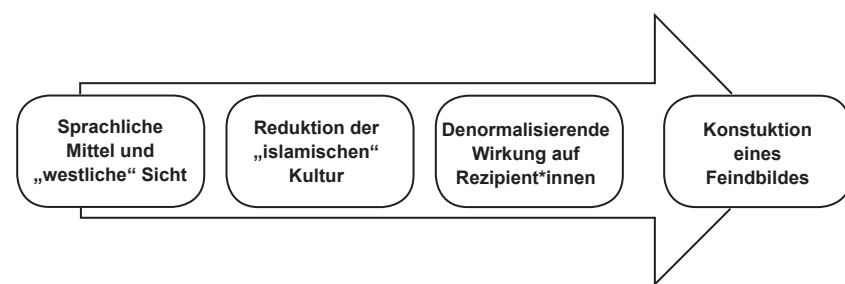 Sprachliche
Mittel und
„westliche“ Sicht
Reduktion der
„islamischen“
Kultur
Denormalisierende
Wirkung auf
Rezipient*innen
Konstuktion
eines
Feindbildes